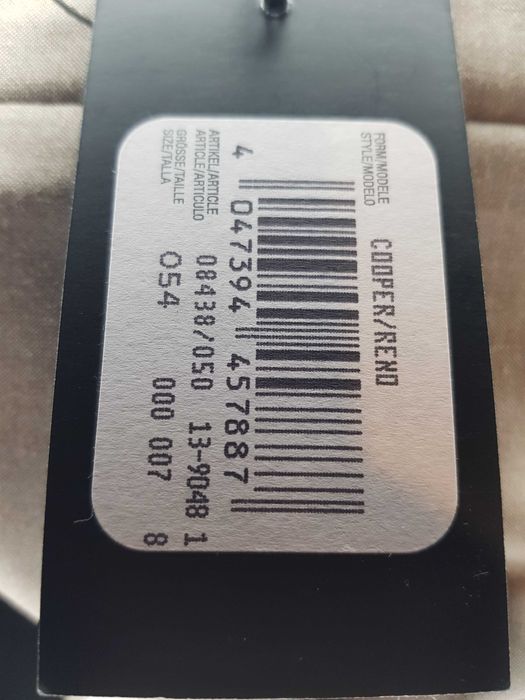 FORM/MODELE
STYLE/MODELO
COOPER/RENO
4 047394 457887
ARTIKEL/ARTICLE
ARTICLE/ARTICULO
08438/050 13-9048 1
GRÖSSE/TAILLE
SIZE/TALLA
054 000 007 8